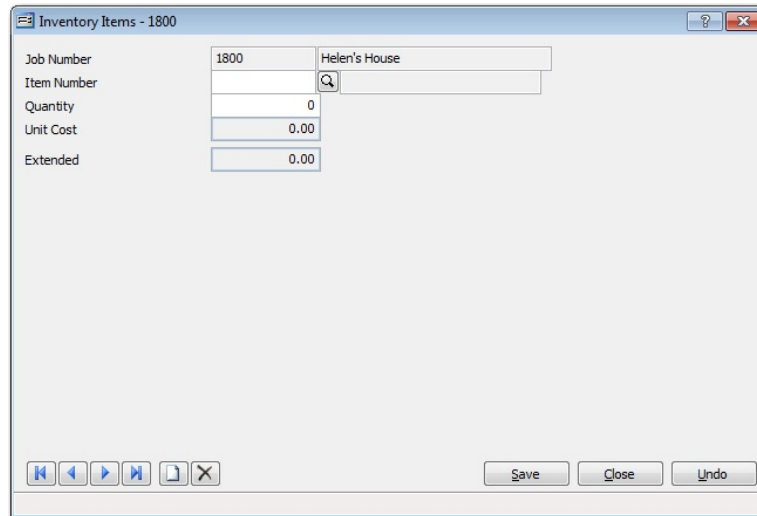 Inventory Items - 1800
Job Number 1800 Helen's House
Item Number
Quantity 0
Unit Cost 0.00
Extended 0.00
Save Close Undo